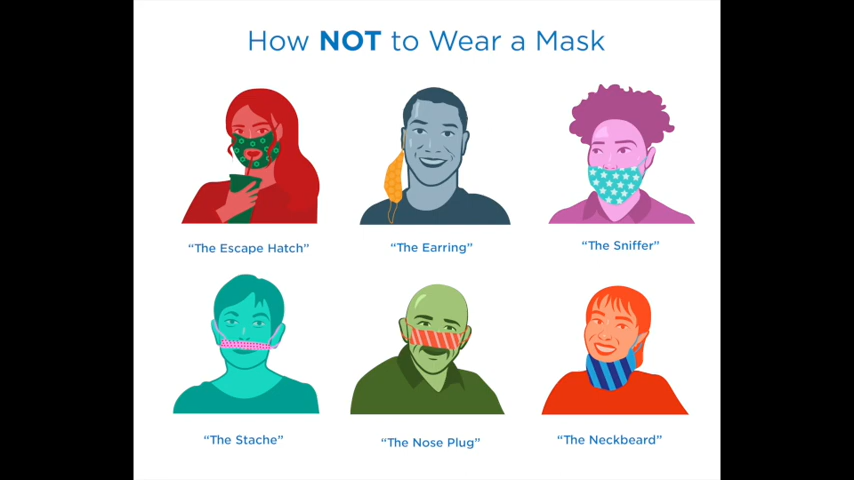 How NOT to Wear a Mask
“The Escape Hatch”
“The Earring”
“The Sniffer”
“The Stache”
“The Nose Plug”
“The Neckbeard”